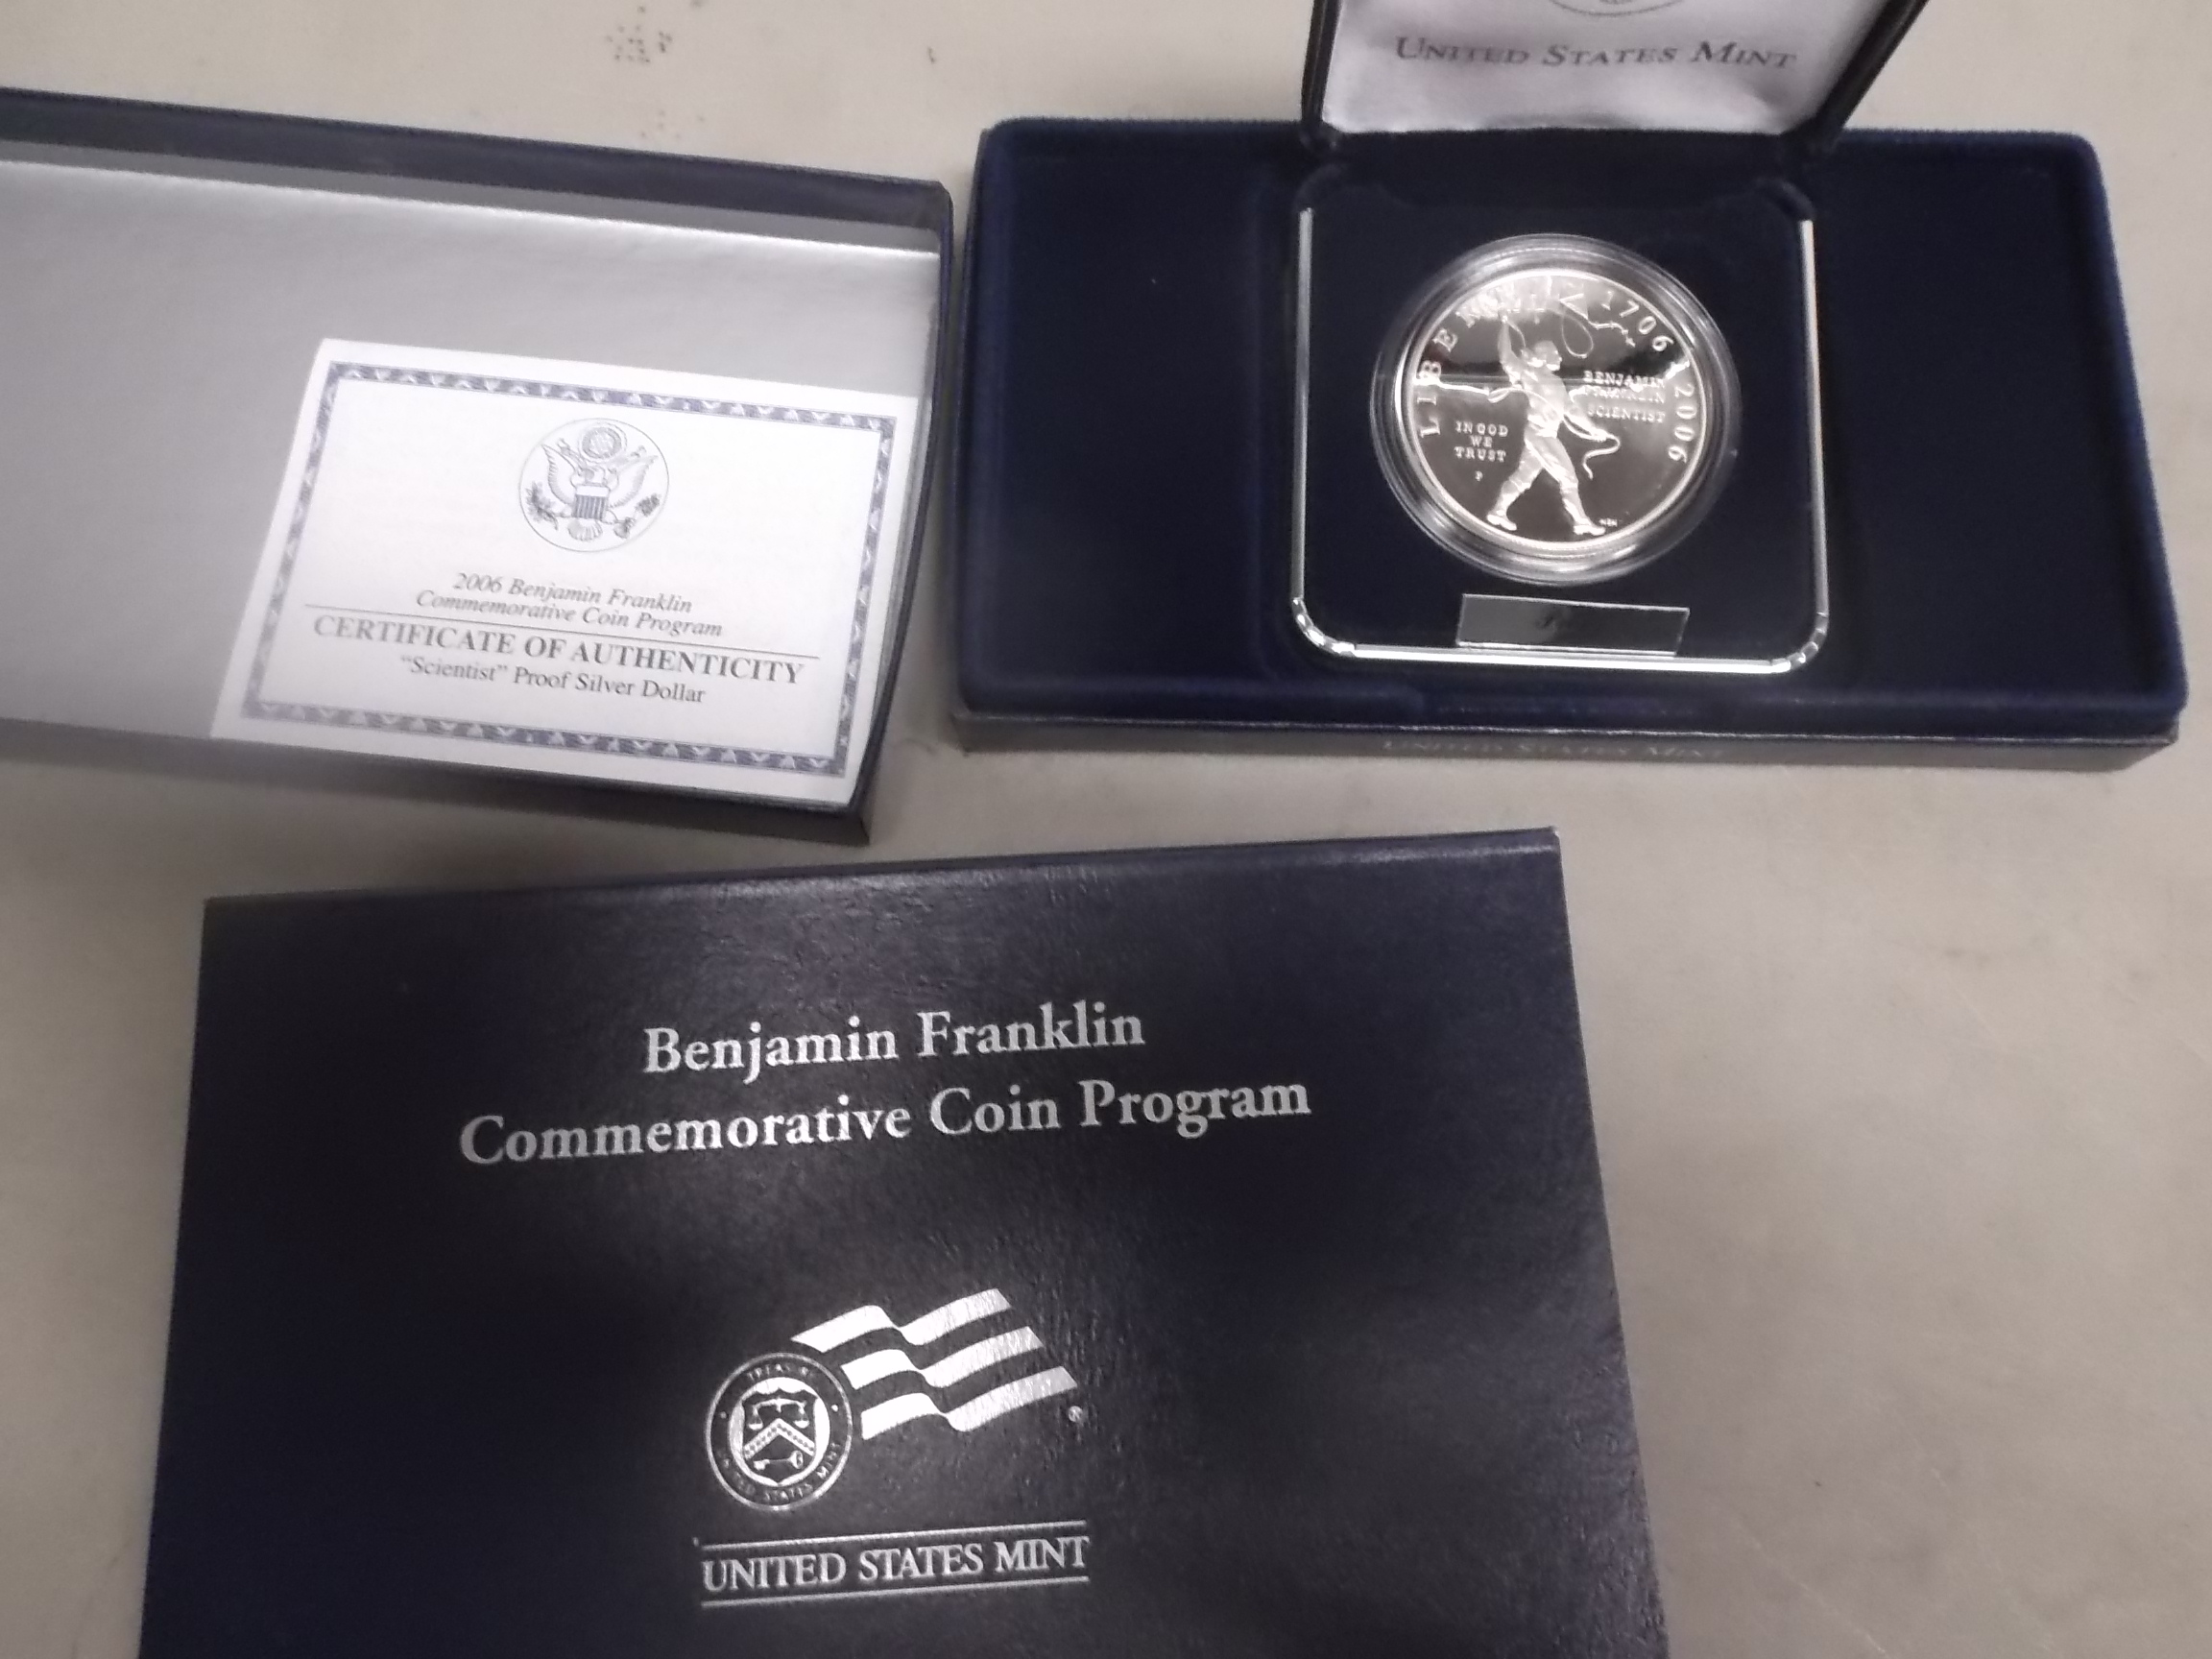 UNITED STATES MINT
2006 Benjamin Franklin
Commemorative Coin Program
CERTIFICATE OF AUTHENTICITY
"Scientist" Proof Silver Dollar
LIBERTY
1706 2006
BENJAMIN
FRANKLIN
SCIENTIST
IN GOD
WE
TRUST
P
UNITED STATES MINT
Benjamin Franklin
Commemorative Coin Program
®
UNITED STATES MINT